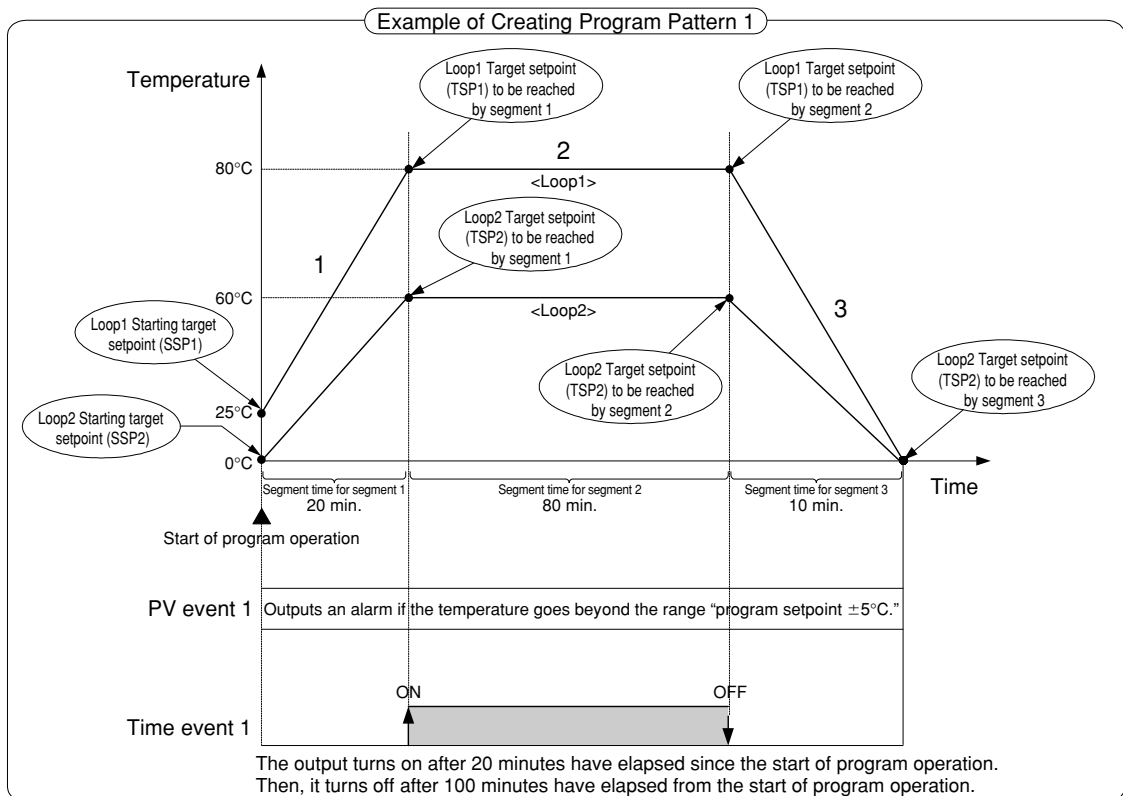 Example of Creating Program Pattern 1
Temperature
Loop1 Target setpoint
(TSP1) to be reached
by segment 1
Loop1 Target setpoint
(TSP1) to be reached
by segment 2
2
80°C
<Loop1>
Loop2 Target setpoint
(TSP2) to be reached
by segment 1
1
60°C
<Loop2>
3
Loop1 Starting target
setpoint (SSP1)
Loop2 Target setpoint
(TSP2) to be reached
by segment 2
Loop2 Target setpoint
(TSP2) to be reached
by segment 3
25°C
Loop2 Starting target
setpoint (SSP2)
0°C
Time
Segment time for segment 1
20 min.
Segment time for segment 2
80 min.
Segment time for segment 3
10 min.
Start of program operation
PV event 1
Outputs an alarm if the temperature goes beyond the range “program setpoint ±5°C.”
ON
OFF
Time event 1
The output turns on after 20 minutes have elapsed since the start of program operation.
Then, it turns off after 100 minutes have elapsed from the start of program operation.